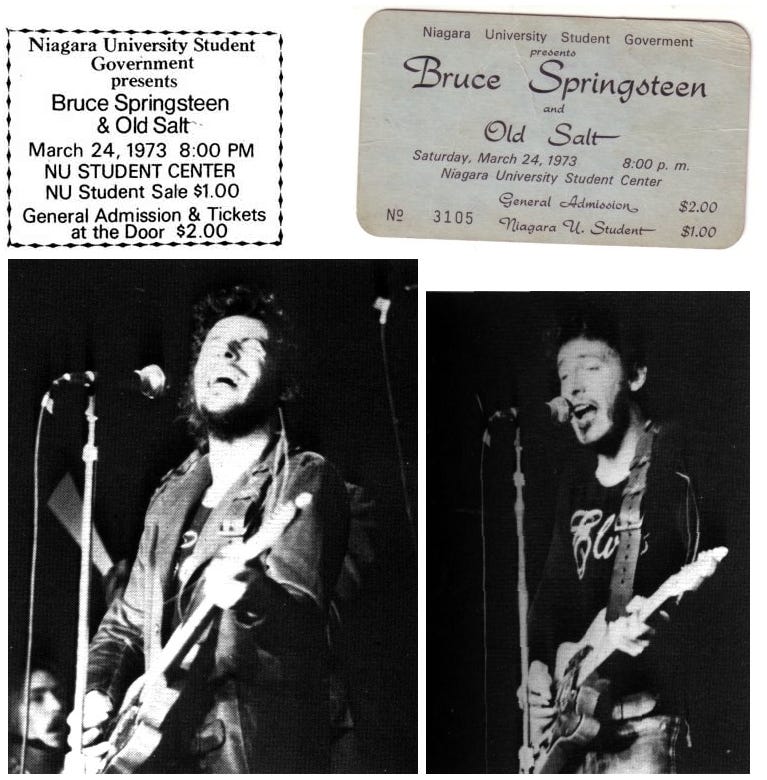 Niagara University Student
Government
presents
Bruce Springsteen
& Old Salt
March 24, 1973 8:00 PM
NU STUDENT CENTER
NU Student Sale $1.00
General Admission & Tickets
at the Door $2.00
Niagara University Student Goverment
presents
Bruce Springsteen
and
Old Salt
Saturday, March 24, 1973 8:00 p. m.
Niagara University Student Center
General Admission $2.00
Nº 3105 Niagara U. Student $1.00
Elvis